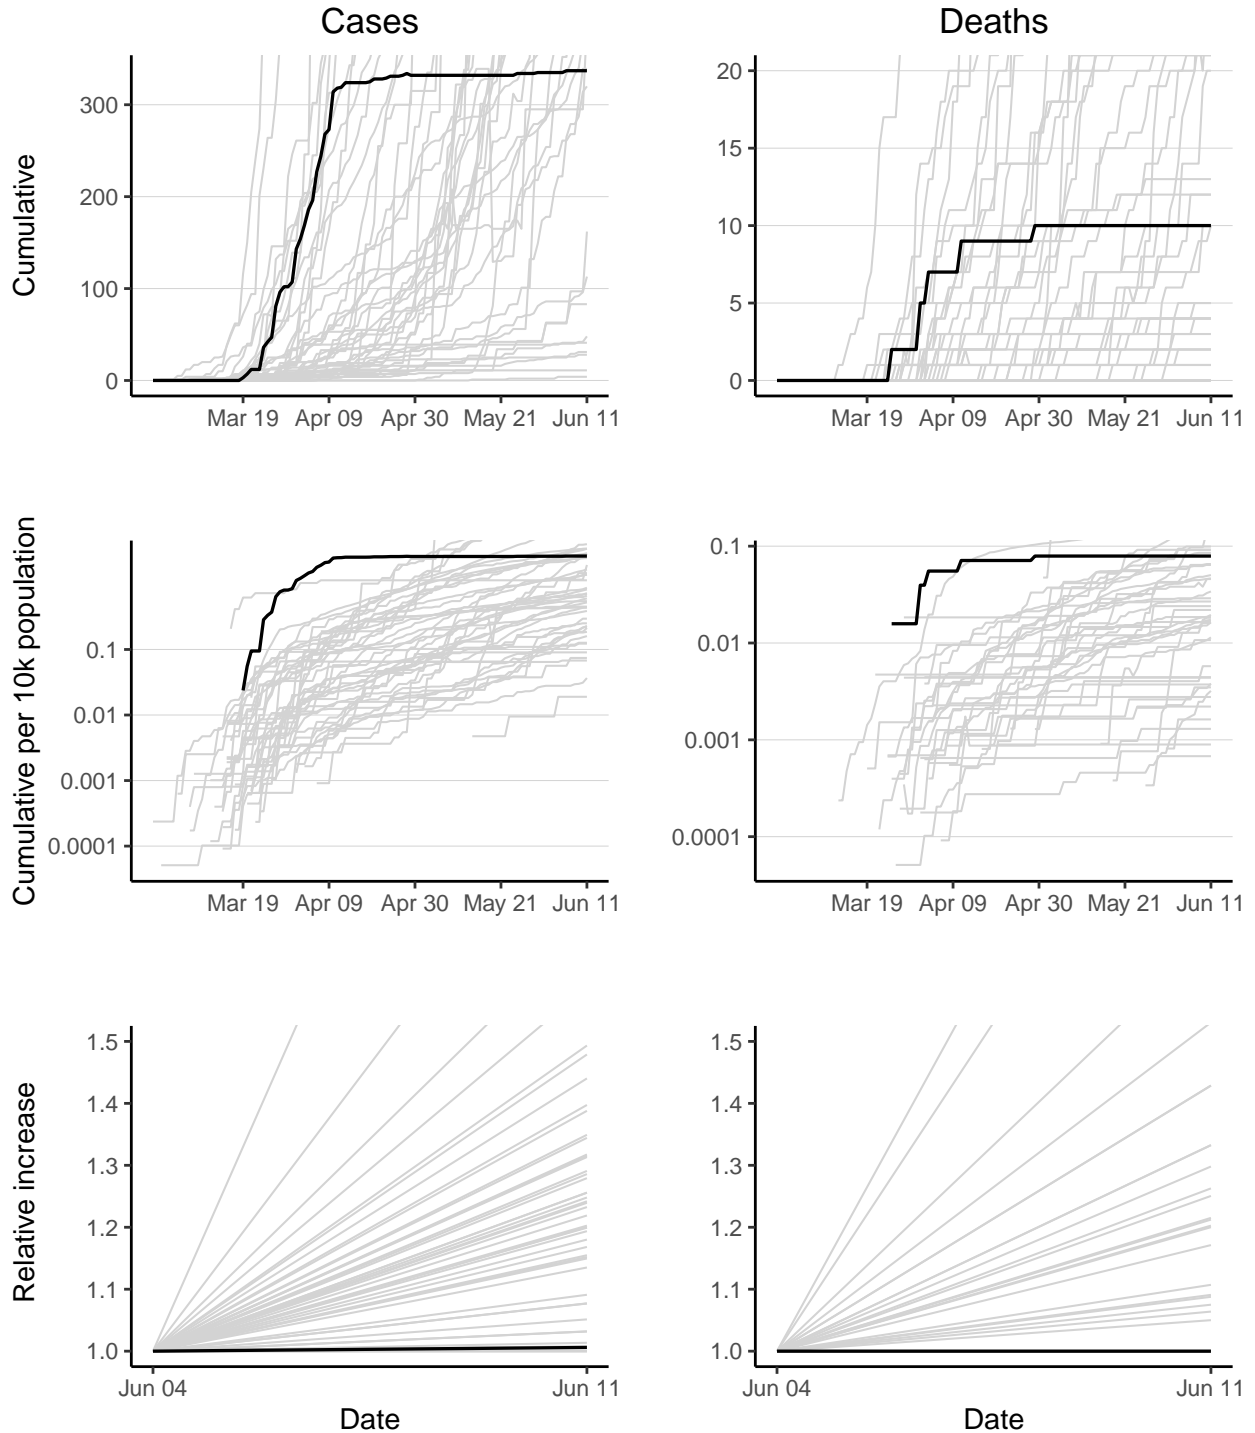 Cases
Deaths
Cumulative
300
200
100
0
Mar 19 Apr 09 Apr 30 May 21 Jun 11
20
15
10
5
0
Mar 19 Apr 09 Apr 30 May 21 Jun 11
Cumulative per 10k population
0.1
0.01
0.001
0.0001
Mar 19 Apr 09 Apr 30 May 21 Jun 11
0.1
0.01
0.001
0.0001
Mar 19 Apr 09 Apr 30 May 21 Jun 11
Relative increase
1.5
1.4
1.3
1.2
1.1
1.0
Jun 04 Jun 11
Date
1.5
1.4
1.3
1.2
1.1
1.0
Jun 04 Jun 11
Date